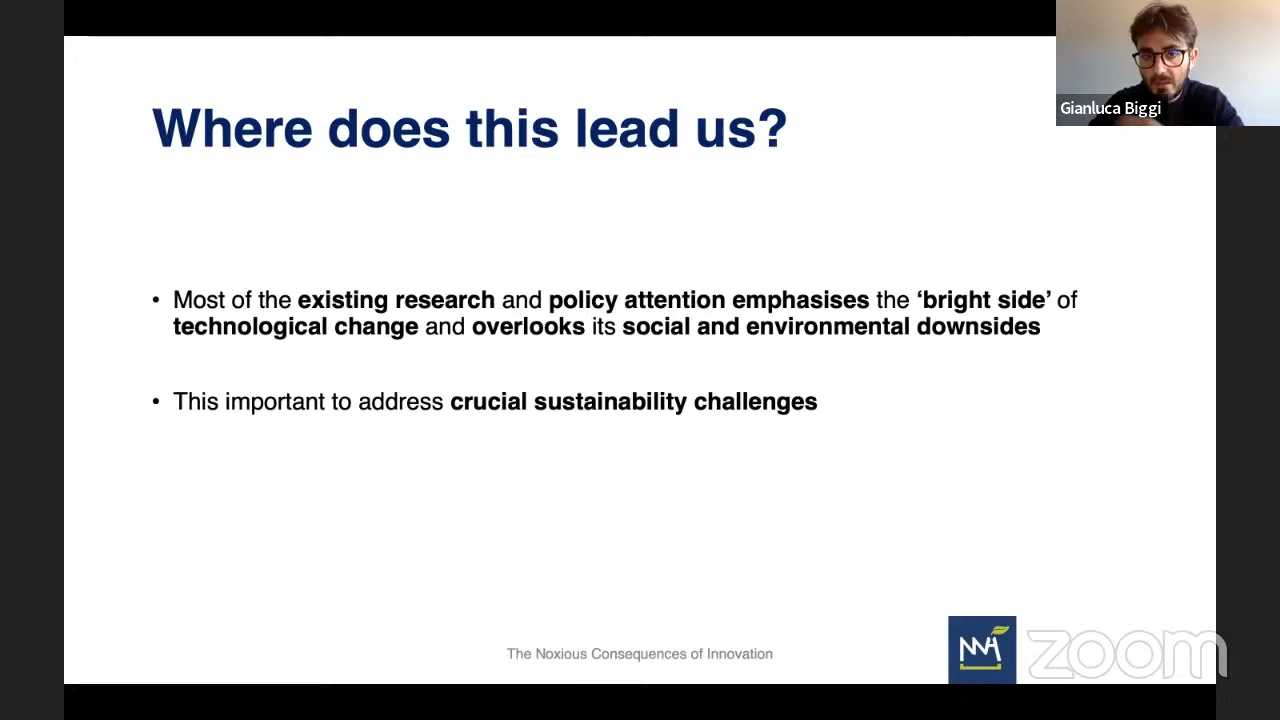 Gianluca Biggi
Where does this lead us?
• Most of the existing research and policy attention emphasises the ‘bright side’ of
technological change and overlooks its social and environmental downsides
• This important to address crucial sustainability challenges
The Noxious Consequences of Innovation
zoom